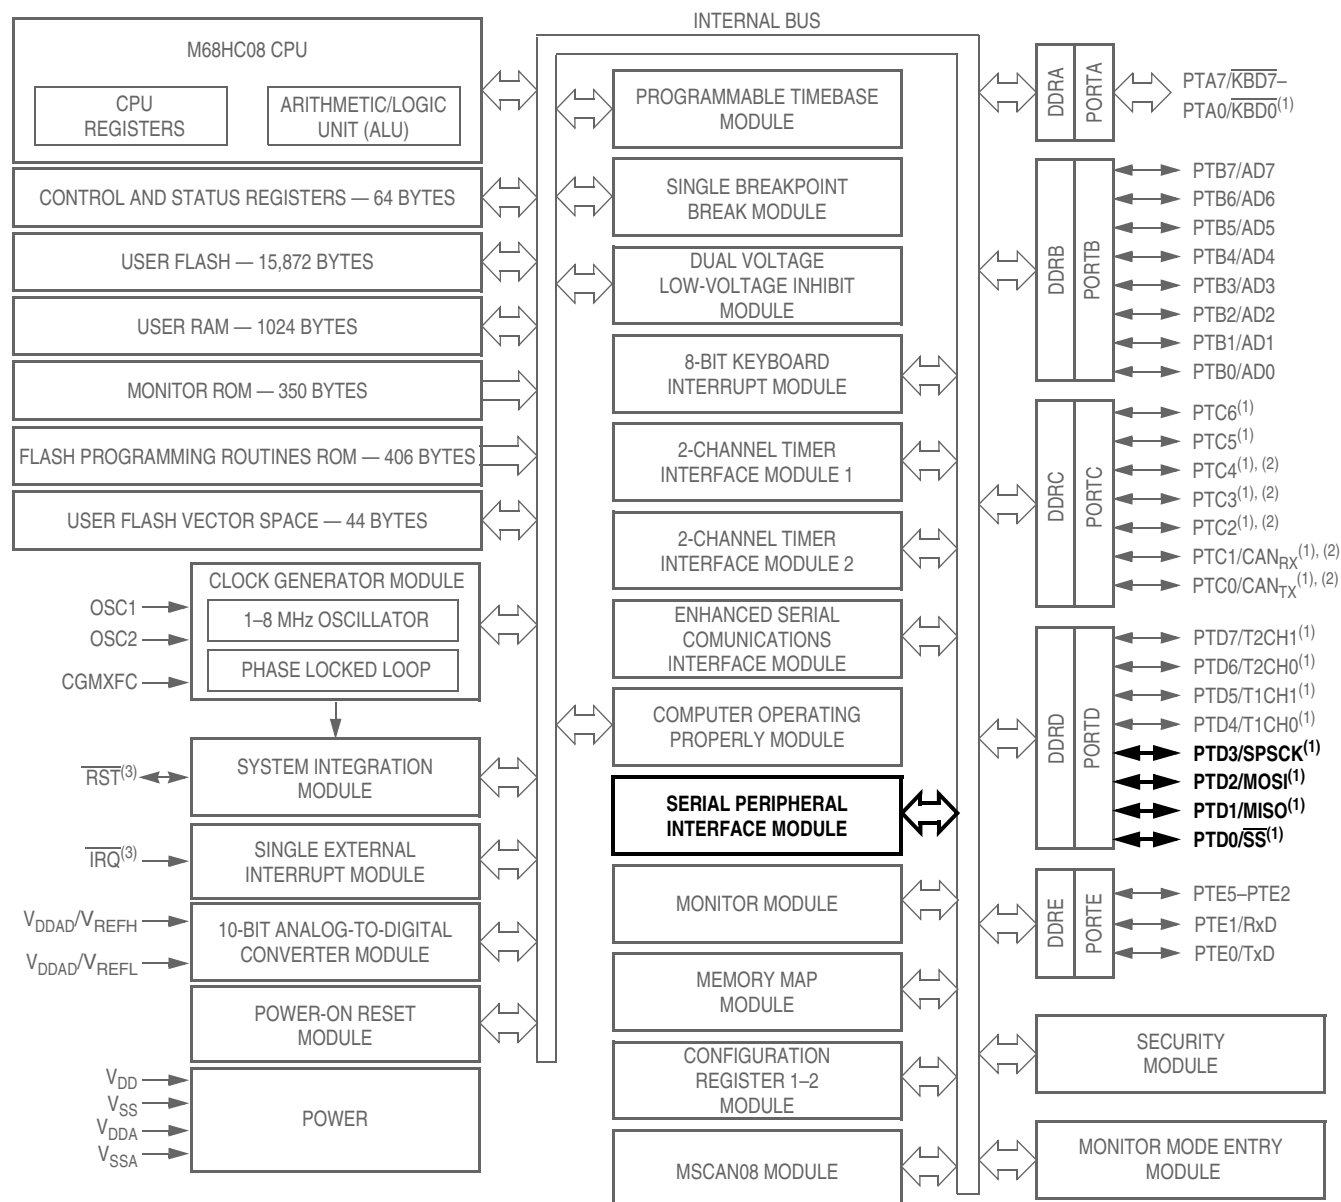 INTERNAL BUS
M68HC08 CPU
CPU
REGISTERS
ARITHMETIC/LOGIC
UNIT (ALU)
CONTROL AND STATUS REGISTERS — 64 BYTES
USER FLASH — 15,872 BYTES
USER RAM — 1024 BYTES
MONITOR ROM — 350 BYTES
FLASH PROGRAMMING ROUTINES ROM — 406 BYTES
USER FLASH VECTOR SPACE — 44 BYTES
CLOCK GENERATOR MODULE
1–8 MHz OSCILLATOR
PHASE LOCKED LOOP
OSC1
OSC2
CGMXFC
RST(3)
SYSTEM INTEGRATION
MODULE
IRQ(3)
SINGLE EXTERNAL
INTERRUPT MODULE
VDDAD/VREFH
VDDAD/VREFL
10-BIT ANALOG-TO-DIGITAL
CONVERTER MODULE
POWER-ON RESET
MODULE
VDD
VSS
VDDA
VSSA
POWER
PROGRAMMABLE TIMEBASE
MODULE
SINGLE BREAKPOINT
BREAK MODULE
DUAL VOLTAGE
LOW-VOLTAGE INHIBIT
MODULE
8-BIT KEYBOARD
INTERRUPT MODULE
2-CHANNEL TIMER
INTERFACE MODULE 1
2-CHANNEL TIMER
INTERFACE MODULE 2
ENHANCED SERIAL
COMUNICATIONS
INTERFACE MODULE
COMPUTER OPERATING
PROPERLY MODULE
SERIAL PERIPHERAL
INTERFACE MODULE
MONITOR MODULE
MEMORY MAP
MODULE
CONFIGURATION
REGISTER 1–2
MODULE
MSCAN08 MODULE
DDRA
PORTA
PTA7/KBD7–
PTA0/KBD0(1)
DDRB
PORTB
PTB7/AD7
PTB6/AD6
PTB5/AD5
PTB4/AD4
PTB3/AD3
PTB2/AD2
PTB1/AD1
PTB0/AD0
DDRC
PORTC
PTC6(1)
PTC5(1)
PTC4(1), (2)
PTC3(1), (2)
PTC2(1), (2)
PTC1/CANRX(1), (2)
PTC0/CANTX(1), (2)
DDRD
PORTD
PTD7/T2CH1(1)
PTD6/T2CH0(1)
PTD5/T1CH1(1)
PTD4/T1CH0(1)
PTD3/SPSCK(1)
PTD2/MOSI(1)
PTD1/MISO(1)
PTD0/SS(1)
DDRE
PORTE
PTE5–PTE2
PTE1/RxD
PTE0/TxD
SECURITY
MODULE
MONITOR MODE ENTRY
MODULE